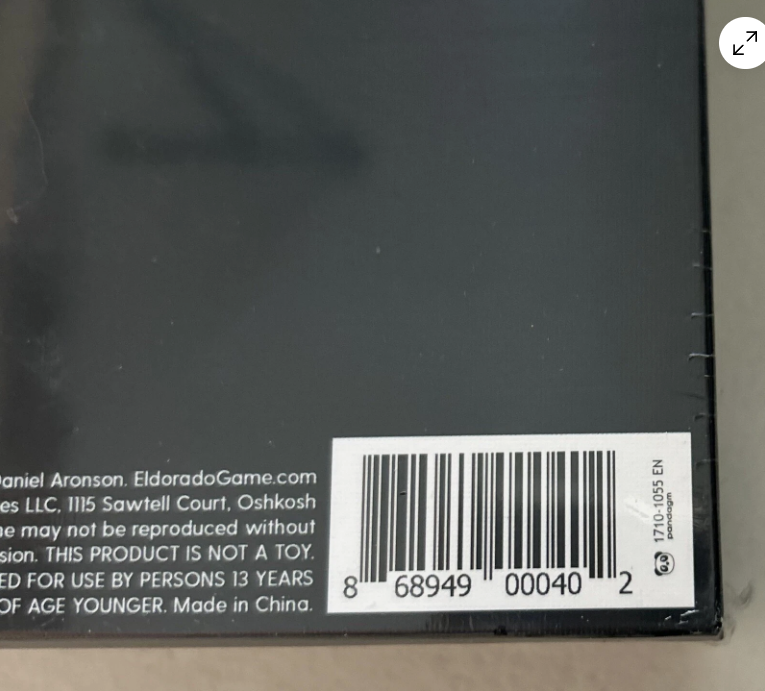 aniel Aronson. EldoradoGame.com
es LLC, 1115 Sawtell Court, Oshkosh
e may not be reproduced without
sion. THIS PRODUCT IS NOT A TOY.
ED FOR USE BY PERSONS 13 YEARS
OF AGE YOUNGER. Made in China.
8 68949 00040 2
1710-1055 EN
pandagm